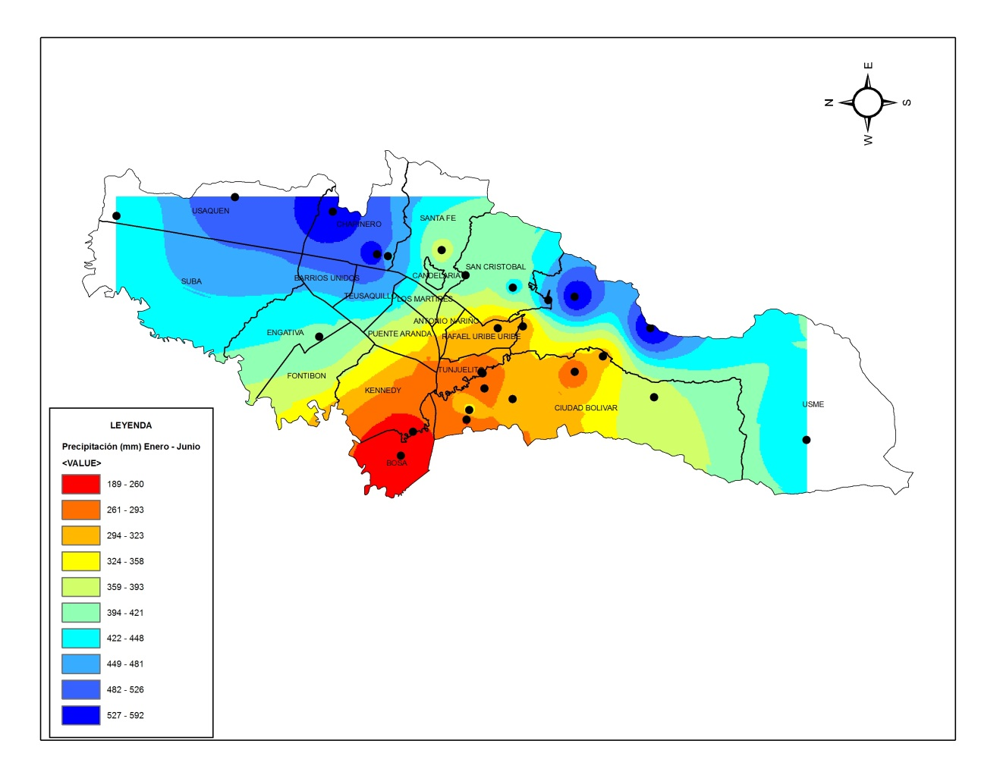 E
N
S
W
USAQUEN
CHAPINERO
SANTA FE
SUBA
BARRIOS UNIDOS
CANDELARIA
SAN CRISTOBAL
TEUSAQUILLO
LOS MARTIRES
ENGATIVA
PUENTE ARANDA
ANTONIO NARIÑO
RAFAEL URIBE URIBE
FONTIBON
TUNJUELITO
KENNEDY
CIUDAD BOLIVAR
USME
BOSA
LEYENDA
Precipitación (mm) Enero - Junio
<VALUE>
189 - 260
261 - 293
294 - 323
324 - 358
359 - 393
394 - 421
422 - 448
449 - 481
482 - 526
527 - 592